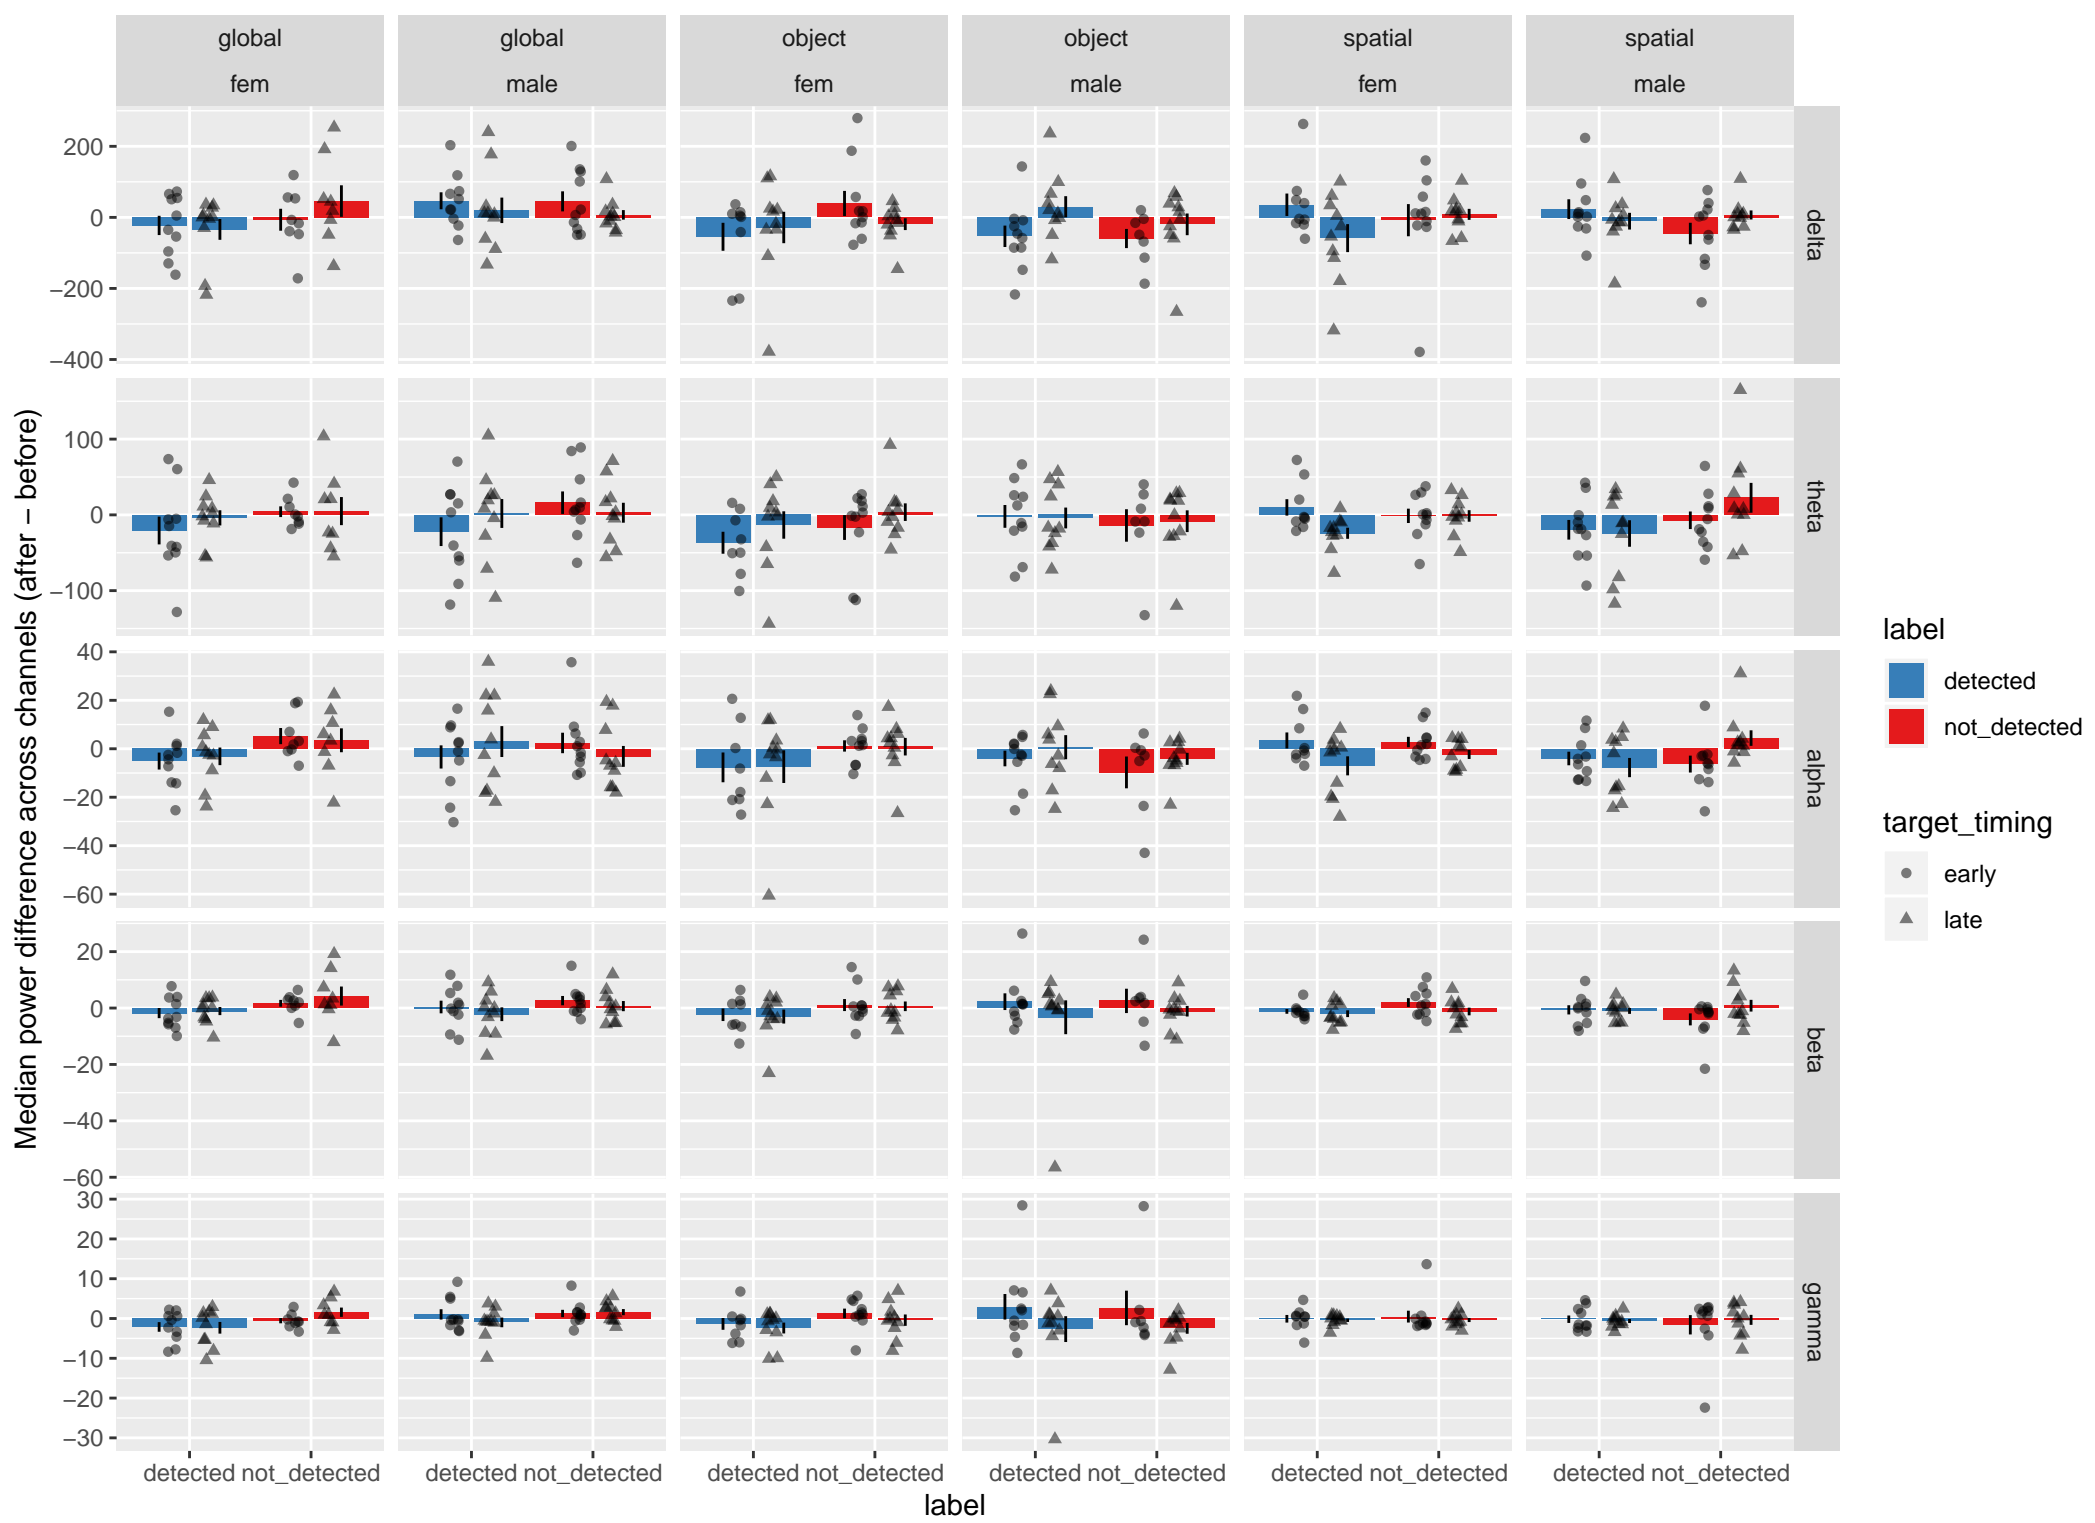 global global object object spatial spatial
fem male fem male fem male
200
0
−200
−400
delta
100
0
−100
theta
40
20
0
−20
−40
−60
alpha
20
0
−20
−40
−60
beta
30
20
10
0
−10
−20
−30
gamma
Median power difference across channels (after − before)
detected not_detected detected not_detected detected not_detected detected not_detected detected not_detected detected not_detected
label
label
detected
not_detected
target_timing
early
late